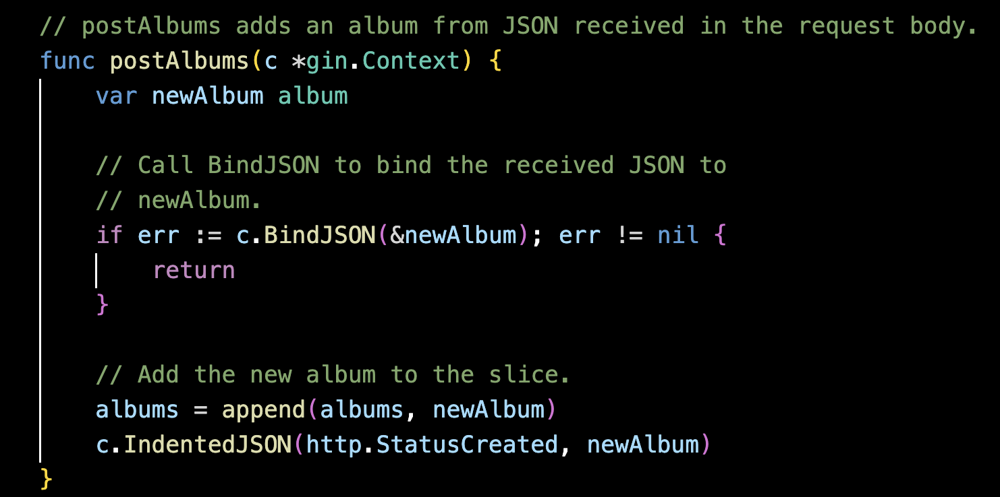 // postAlbums adds an album from JSON received in the request body.
func postAlbums(c *gin.Context) {
    var newAlbum album

    // Call BindJSON to bind the received JSON to
    // newAlbum.
    if err := c.BindJSON(&newAlbum); err != nil {
        return
    }

    // Add the new album to the slice.
    albums = append(albums, newAlbum)
    c.IndentedJSON(http.StatusCreated, newAlbum)
}